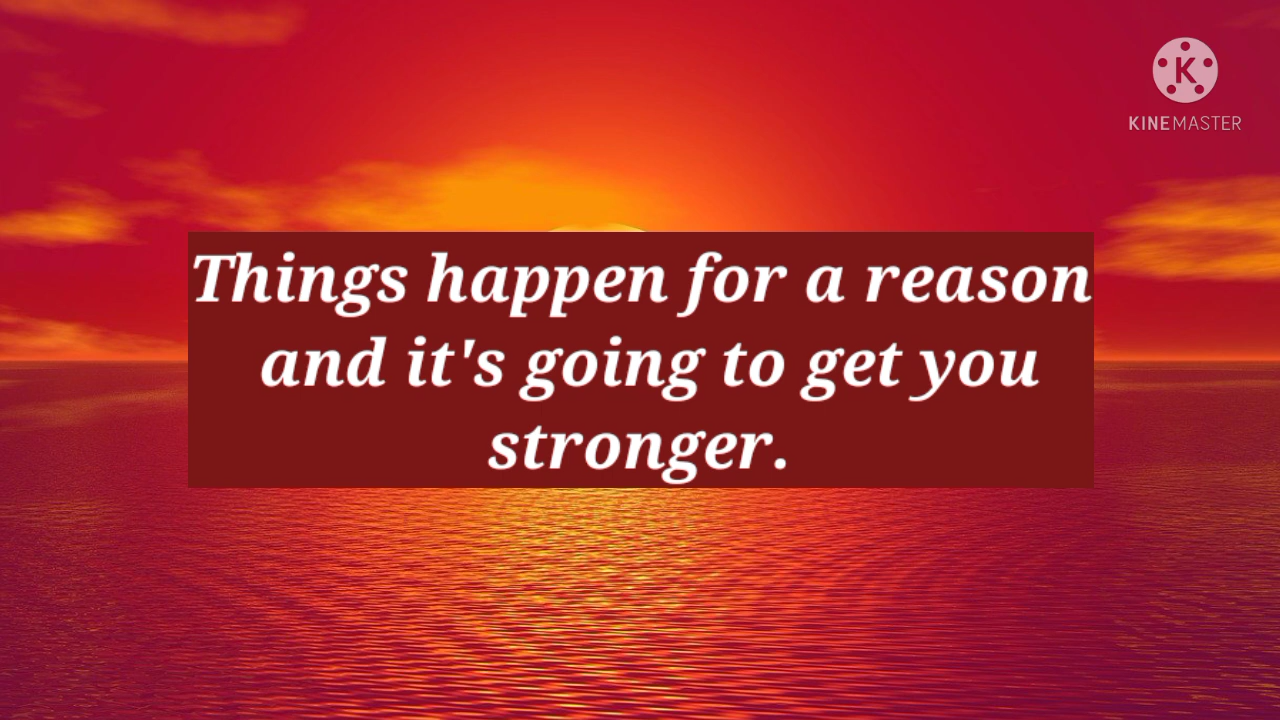 K
KINEMASTER
Things happen for a reason
and it's going to get you
stronger.